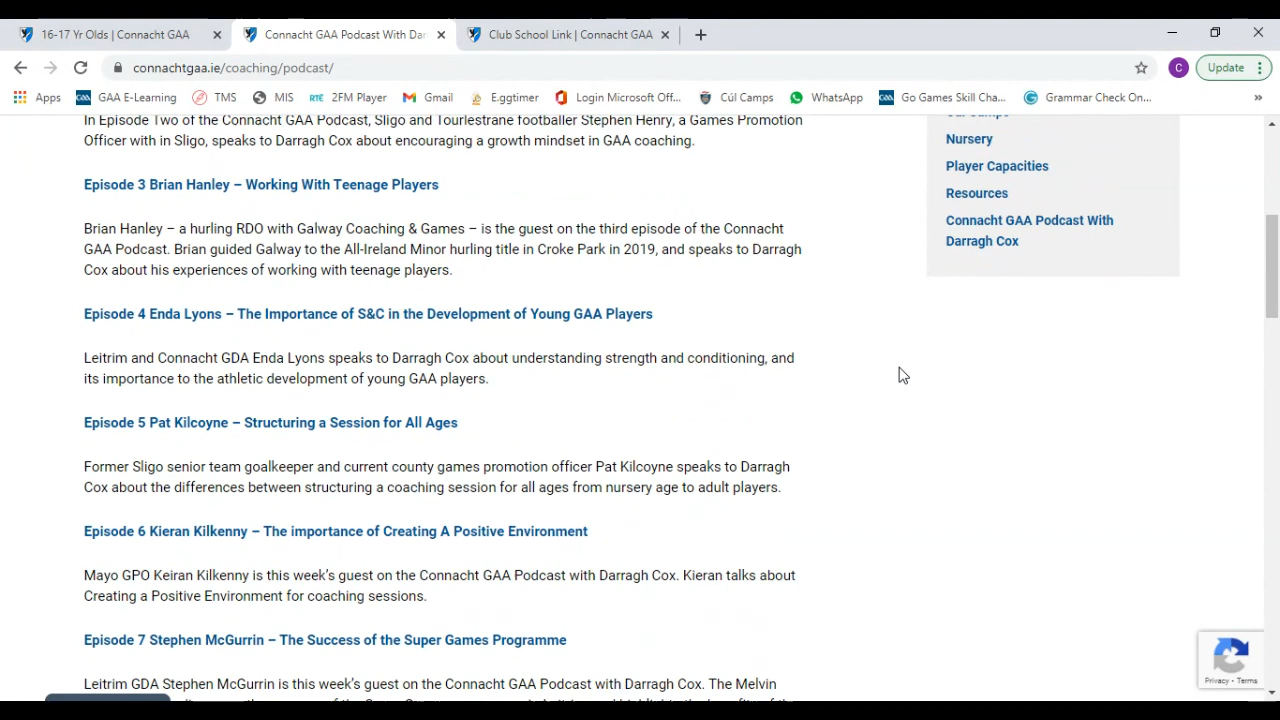 16-17 Yr Olds | Connacht GAA
Connacht GAA Podcast With Dar
Club School Link | Connacht GAA
connachtgaa.ie/coaching/podcast/
C
Update
Apps
GAA E-Learning
TMS
MIS
RTÉ 2FM Player
Gmail
E.ggtimer
Login Microsoft Off...
Cúl Camps
WhatsApp
Go Games Skill Cha...
Grammar Check On...
»
In Episode Two of the Connacht GAA Podcast, Sligo and Tourlestrane footballer Stephen Henry, a Games Promotion
Officer with in Sligo, speaks to Darragh Cox about encouraging a growth mindset in GAA coaching.
Episode 3 Brian Hanley – Working With Teenage Players
Brian Hanley – a hurling RDO with Galway Coaching & Games – is the guest on the third episode of the Connacht
GAA Podcast. Brian guided Galway to the All-Ireland Minor hurling title in Croke Park in 2019, and speaks to Darragh
Cox about his experiences of working with teenage players.
Episode 4 Enda Lyons – The Importance of S&C in the Development of Young GAA Players
Leitrim and Connacht GDA Enda Lyons speaks to Darragh Cox about understanding strength and conditioning, and
its importance to the athletic development of young GAA players.
Episode 5 Pat Kilcoyne – Structuring a Session for All Ages
Former Sligo senior team goalkeeper and current county games promotion officer Pat Kilcoyne speaks to Darragh
Cox about the differences between structuring a coaching session for all ages from nursery age to adult players.
Episode 6 Kieran Kilkenny – The importance of Creating A Positive Environment
Mayo GPO Keiran Kilkenny is this week's guest on the Connacht GAA Podcast with Darragh Cox. Kieran talks about
Creating a Positive Environment for coaching sessions.
Episode 7 Stephen McGurrin – The Success of the Super Games Programme
Leitrim GDA Stephen McGurrin is this week's guest on the Connacht GAA Podcast with Darragh Cox. The Melvin
Nursery
Player Capacities
Resources
Connacht GAA Podcast With
Darragh Cox
Privacy - Terms